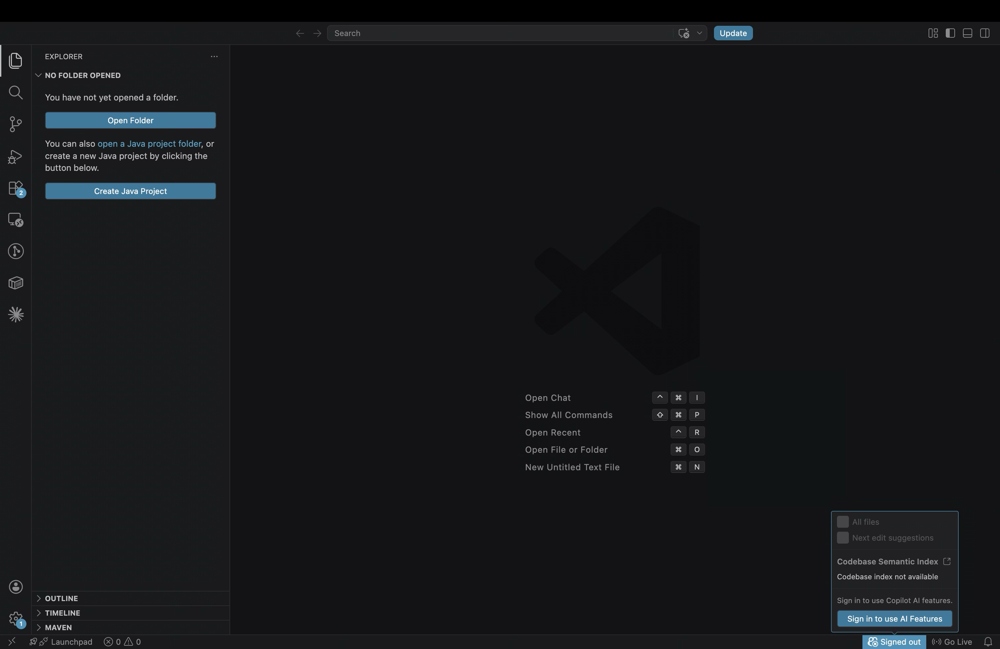 Search
Update
EXPLORER
NO FOLDER OPENED
You have not yet opened a folder.
Open Folder
You can also open a Java project folder, or
create a new Java project by clicking the
button below.
Create Java Project
2
Open Chat ^ ⌘ I
Show All Commands ⇧ ⌘ P
Open Recent ^ R
Open File or Folder ⌘ O
New Untitled Text File ⌘ N
All files
Next edit suggestions
Codebase Semantic Index
Codebase index not available
Sign in to use Copilot AI features.
Sign in to use AI Features
OUTLINE
TIMELINE
MAVEN
1
Launchpad 0 0
Signed out Go Live